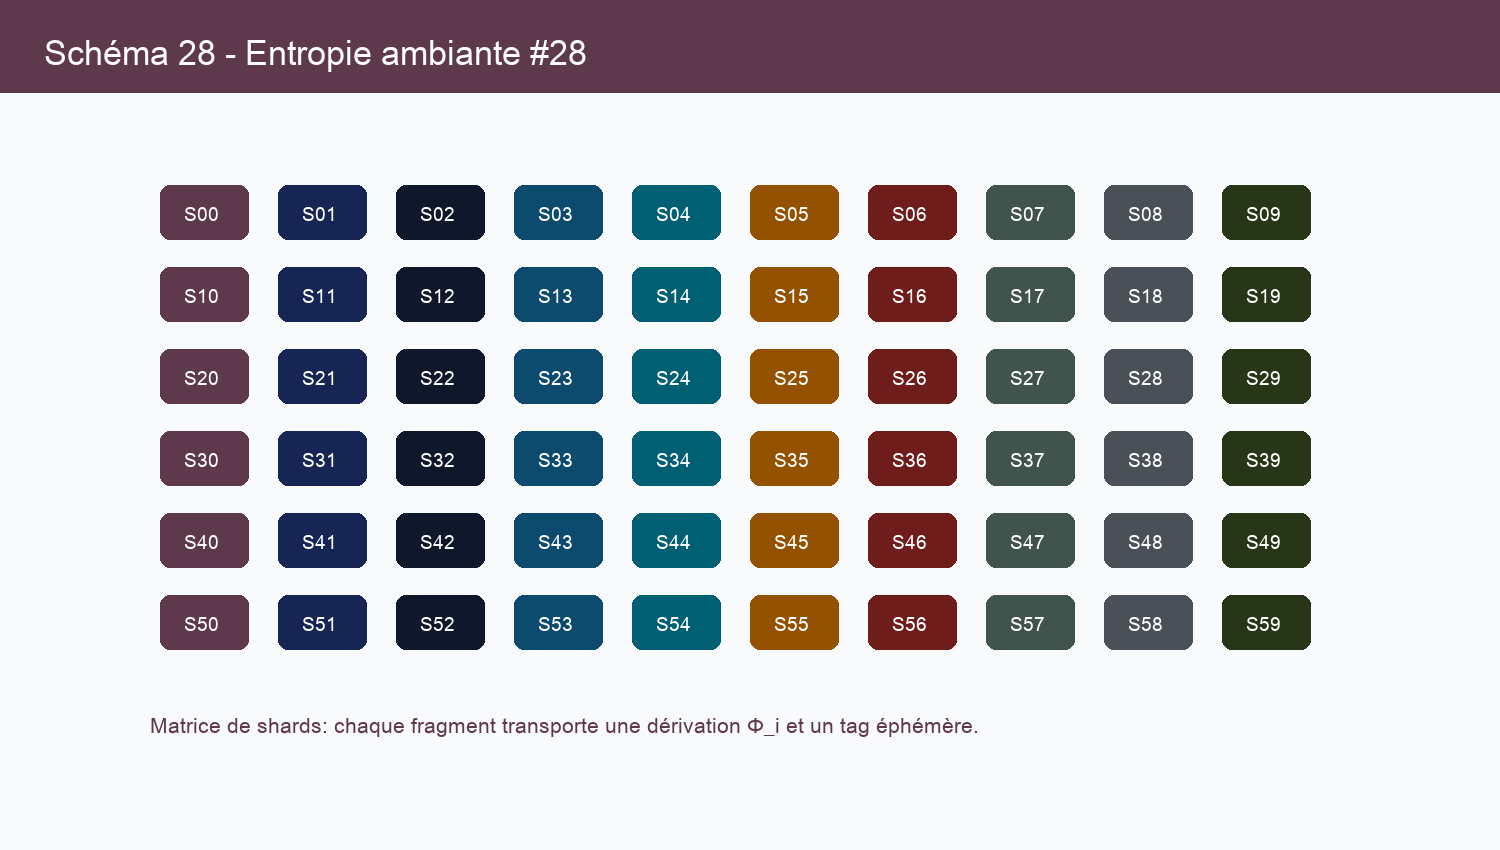 Schéma 28 - Entropie ambiante #28
S00 S01 S02 S03 S04 S05 S06 S07 S08 S09
S10 S11 S12 S13 S14 S15 S16 S17 S18 S19
S20 S21 S22 S23 S24 S25 S26 S27 S28 S29
S30 S31 S32 S33 S34 S35 S36 S37 S38 S39
S40 S41 S42 S43 S44 S45 S46 S47 S48 S49
S50 S51 S52 S53 S54 S55 S56 S57 S58 S59
Matrice de shards: chaque fragment transporte une dérivation Φ_i et un tag éphémère.